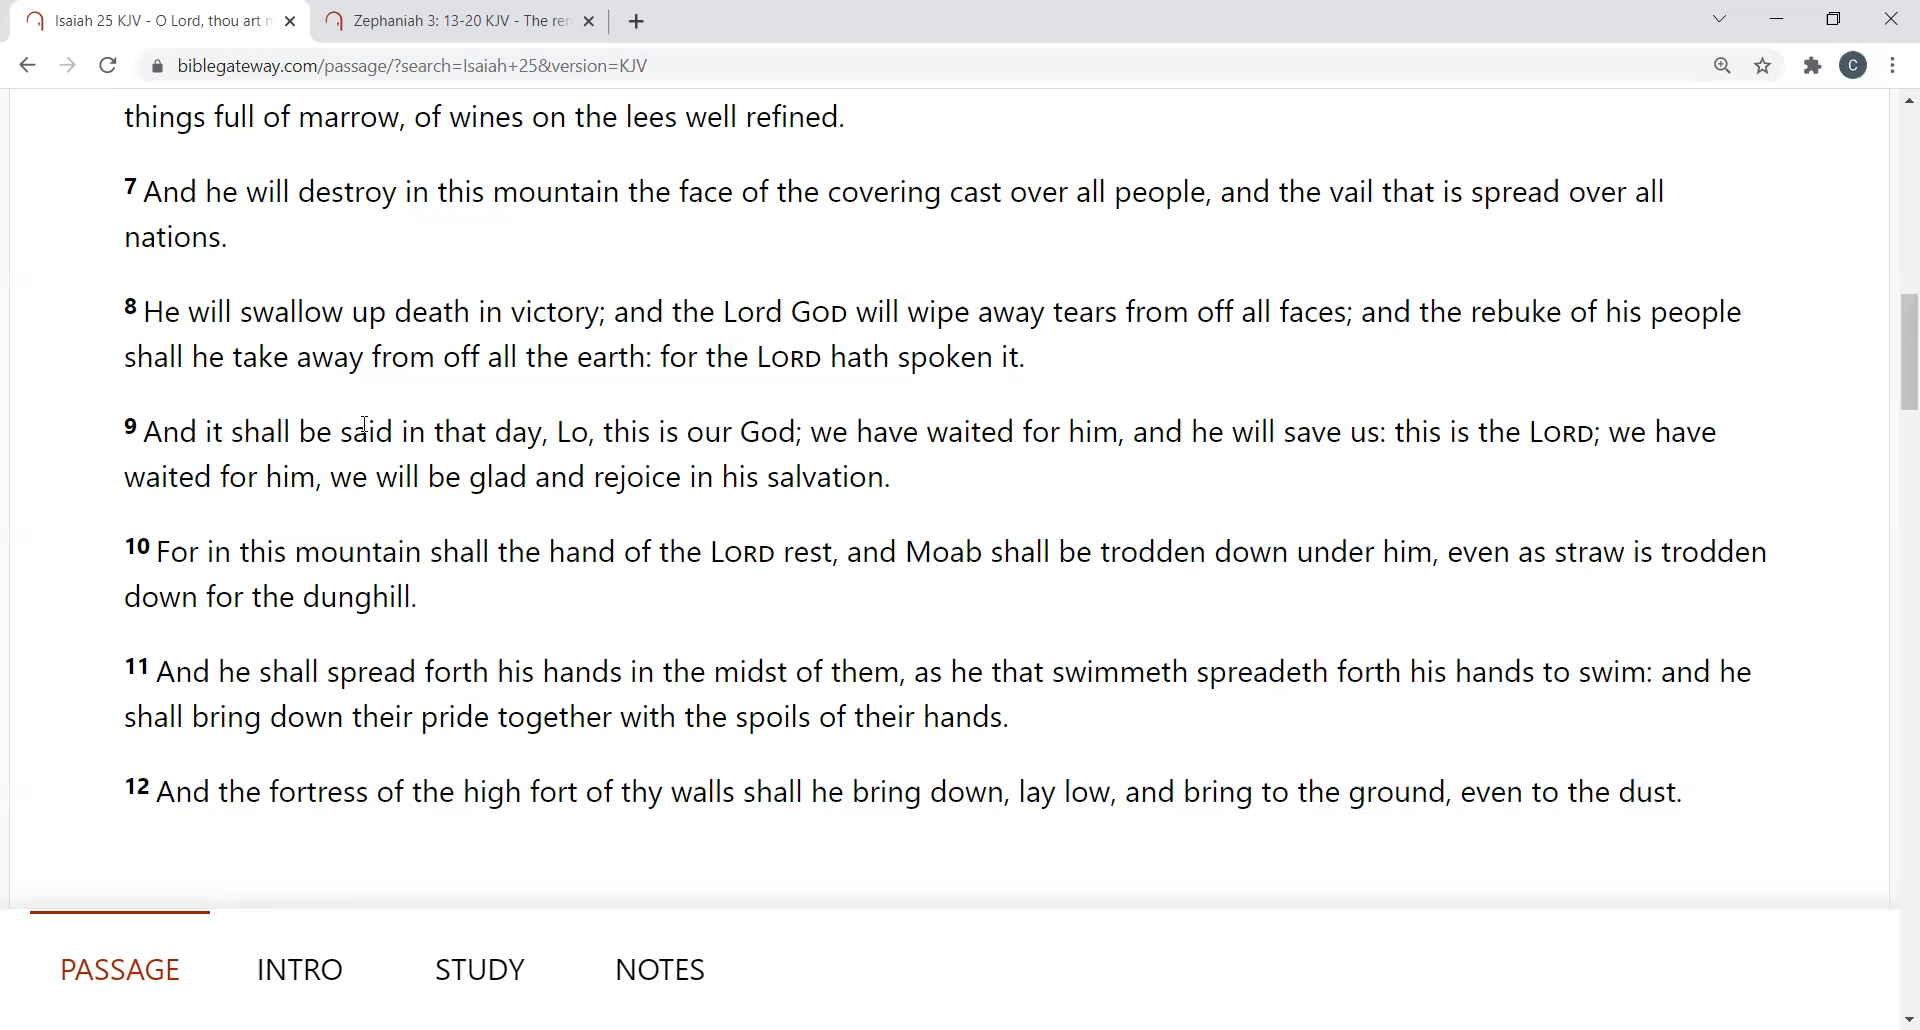 Isaiah 25 KJV - O Lord, thou art
Zephaniah 3: 13-20 KJV - The
biblegateway.com/passage/?search=Isaiah+25&version=KJV
C
things full of marrow, of wines on the lees well refined.
7 And he will destroy in this mountain the face of the covering cast over all people, and the vail that is spread over all
nations.
8 He will swallow up death in victory; and the Lord GOD will wipe away tears from off all faces; and the rebuke of his people
shall he take away from off all the earth: for the LORD hath spoken it.
9 And it shall be said in that day, Lo, this is our God; we have waited for him, and he will save us: this is the LORD; we have
waited for him, we will be glad and rejoice in his salvation.
10 For in this mountain shall the hand of the LORD rest, and Moab shall be trodden down under him, even as straw is trodden
down for the dunghill.
11 And he shall spread forth his hands in the midst of them, as he that swimmeth spreadeth forth his hands to swim: and he
shall bring down their pride together with the spoils of their hands.
12 And the fortress of the high fort of thy walls shall he bring down, lay low, and bring to the ground, even to the dust.
PASSAGE INTRO STUDY NOTES